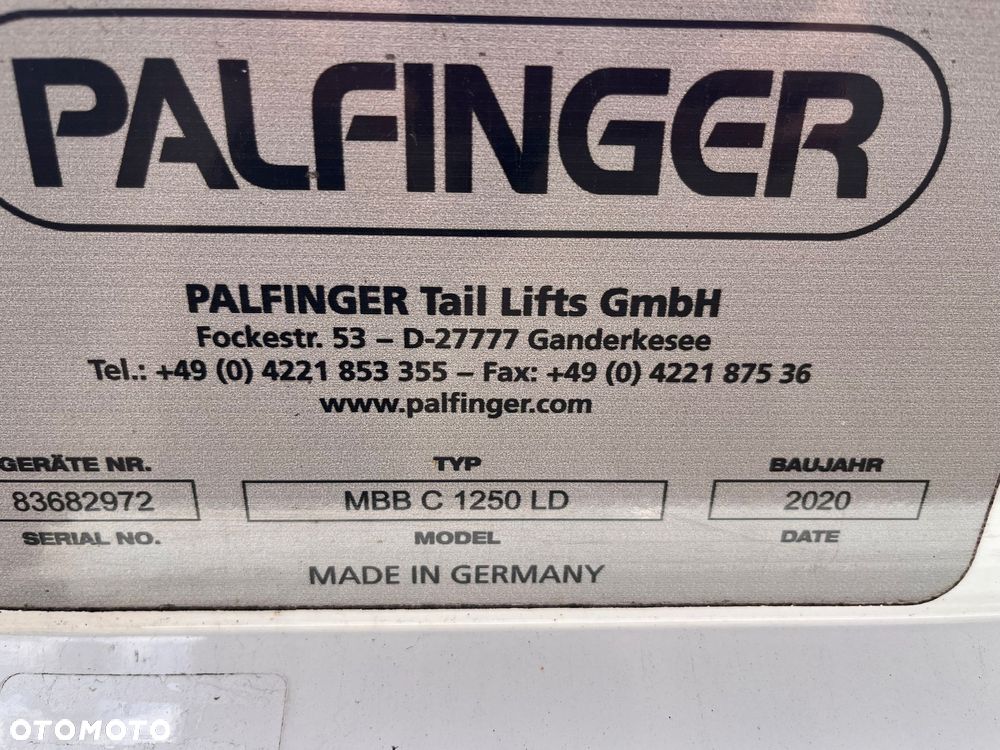 PALFINGER
PALFINGER Tail Lifts GmbH
Fockestr. 53 – D-27777 Ganderkesee
Tel.: +49 (0) 4221 853 355 – Fax: +49 (0) 4221 875 36
www.palfinger.com
GERÄTE NR. TYP BAUJAHR
83682972 MBB C 1250 LD 2020
SERIAL NO. MODEL DATE
MADE IN GERMANY
OTOMOTO